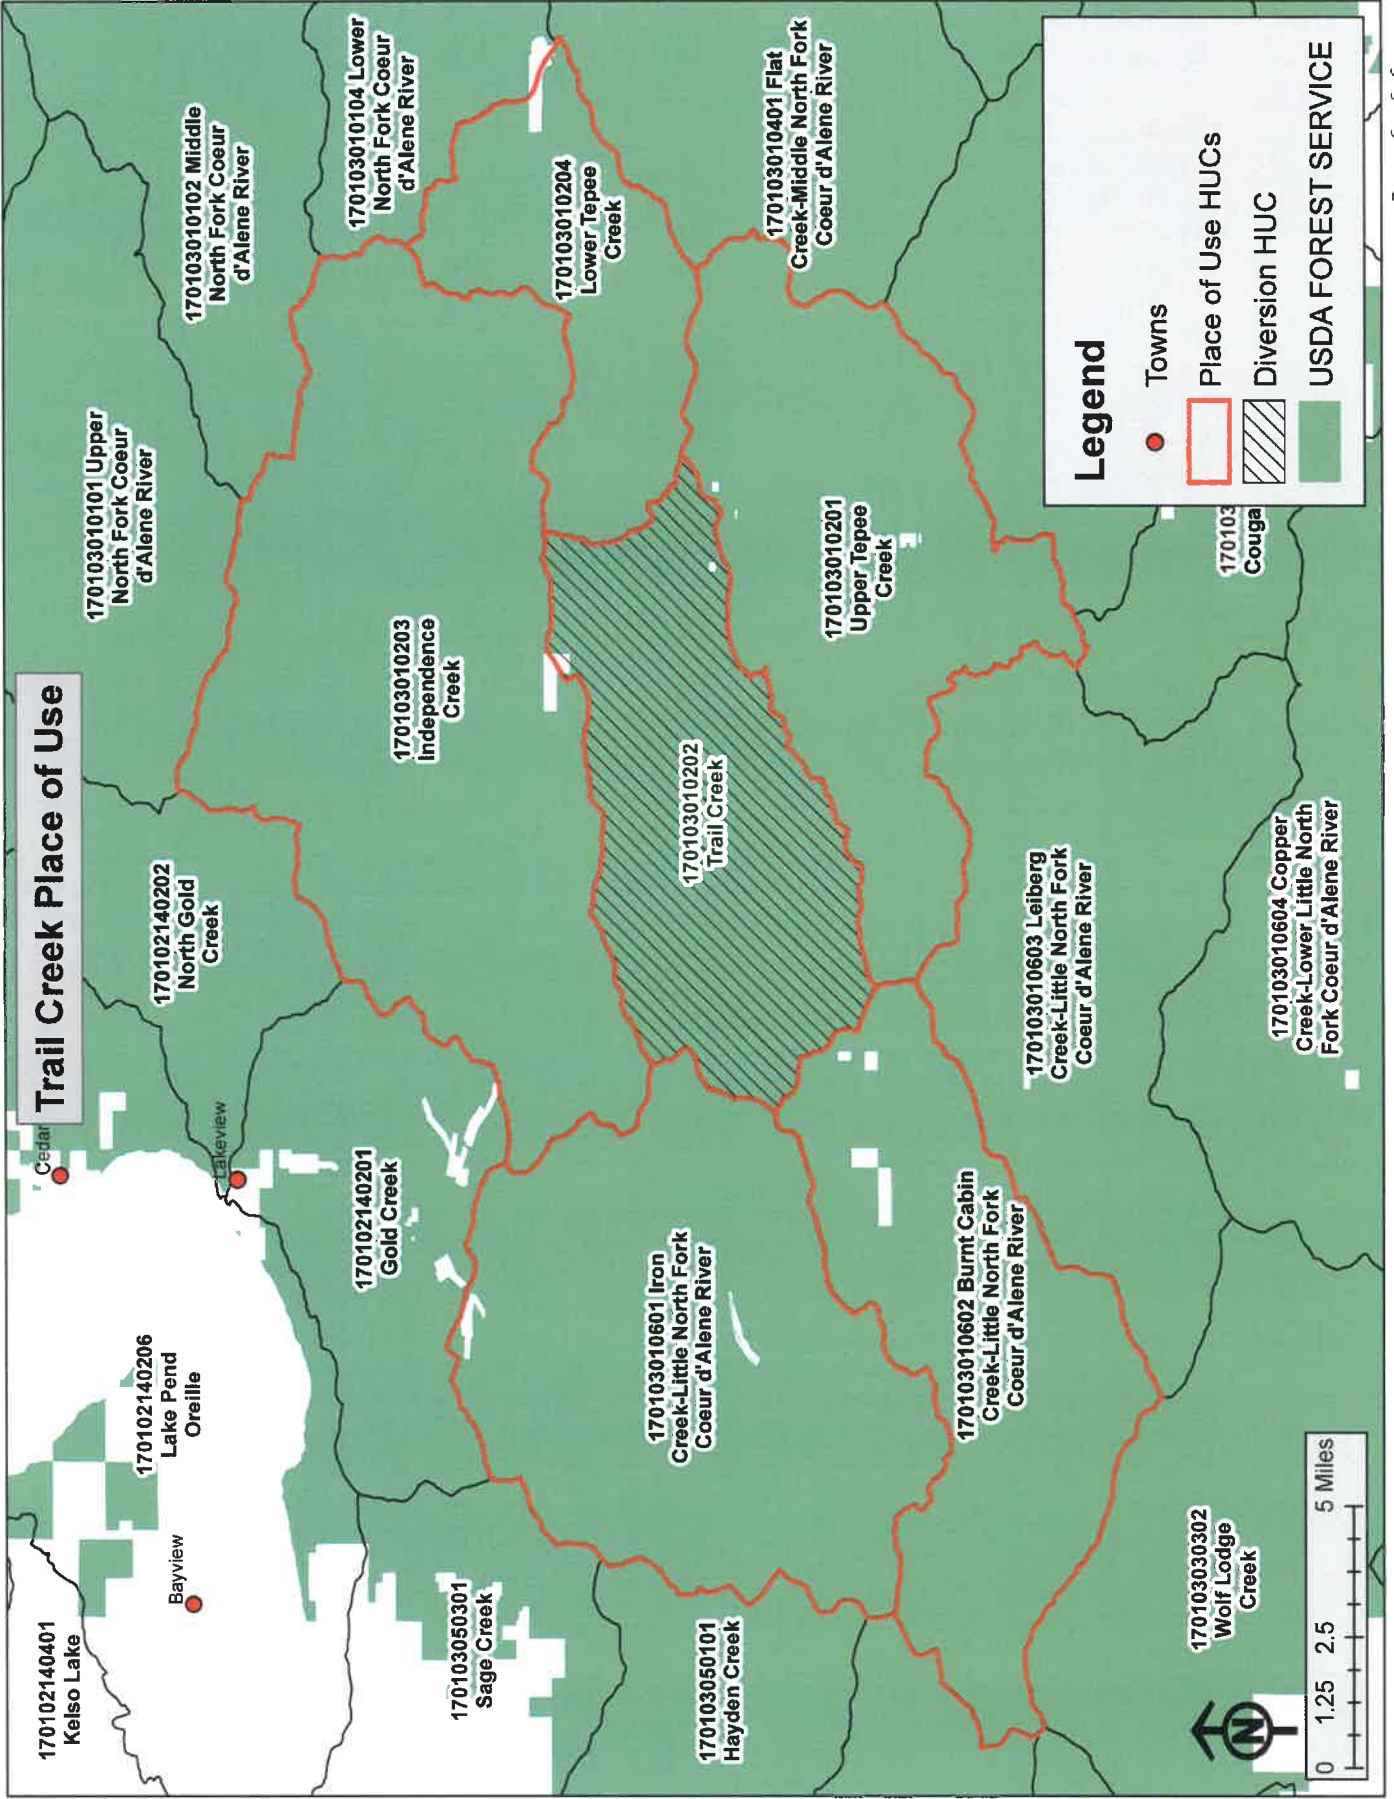 Trail Creek Place of Use
170102140401
Kelso Lake
Bayview
170102140206
Lake Pend
Oreille
Cedar
Lakeview
170102140202
North Gold
Creek
170103010101 Upper
North Fork Coeur
d'Alene River
170103010102 Middle
North Fork Coeur
d'Alene River
170103010104 Lower
North Fork Coeur
d'Alene River
170102140201
Gold Creek
170103010203
Independence
Creek
170103050301
Sage Creek
170103010204
Lower Tepee
Creek
170103010601 Iron
Creek-Little North Fork
Coeur d'Alene River
170103010202
Trail Creek
170103050101
Hayden Creek
170103010401 Flat
Creek-Middle North Fork
Coeur d'Alene River
170103010201
Upper Tepee
Creek
170103010602 Burnt Cabin
Creek-Little North Fork
Coeur d'Alene River
170103010603 Leiberg
Creek-Little North Fork
Coeur d'Alene River
170103030302
Wolf Lodge
Creek
170103010604 Copper
Creek-Lower Little North
Fork Coeur d'Alene River
170103
Couga
Legend
Towns
Place of Use HUCs
Diversion HUC
USDA FOREST SERVICE
N
0 1.25 2.5 5 Miles